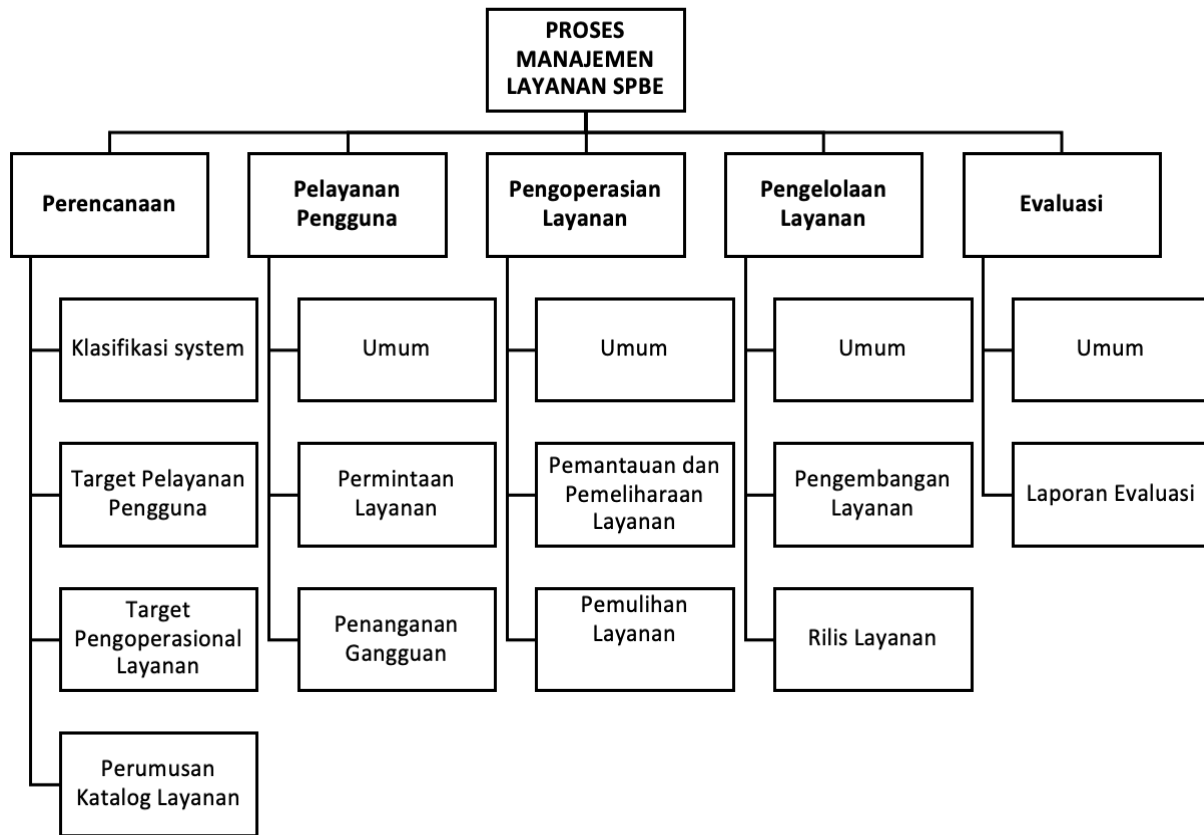 PROSES
MANAJEMEN
LAYANAN SPBE
Perencanaan
Klasifikasi system
Target Pelayanan
Pengguna
Target
Pengoperasional
Layanan
Perumusan
Katalog Layanan
Pelayanan
Pengguna
Umum
Permintaan
Layanan
Penanganan
Gangguan
Pengoperasian
Layanan
Umum
Pemantauan dan
Pemeliharaan
Layanan
Pemulihan
Layanan
Pengelolaan
Layanan
Umum
Pengembangan
Layanan
Rilis Layanan
Evaluasi
Umum
Laporan Evaluasi